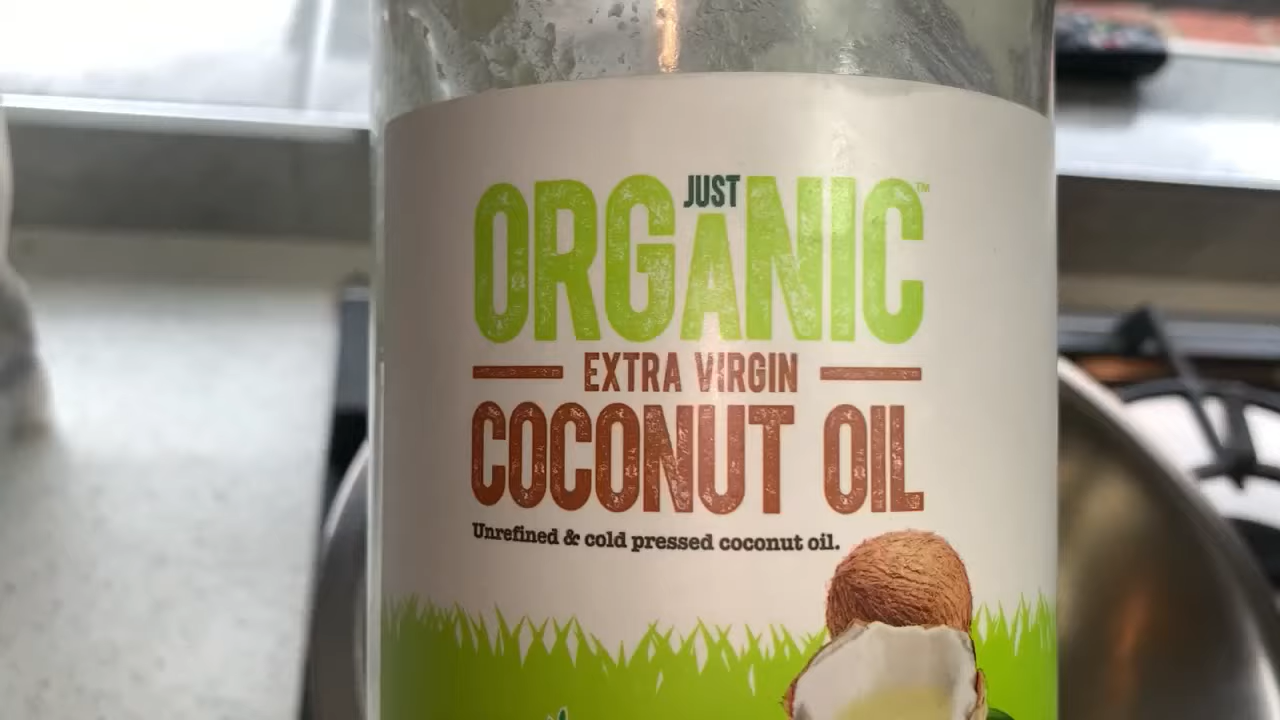 JUST
ORGANIC™
EXTRA VIRGIN
COCONUT OIL
Unrefined & cold pressed coconut oil.